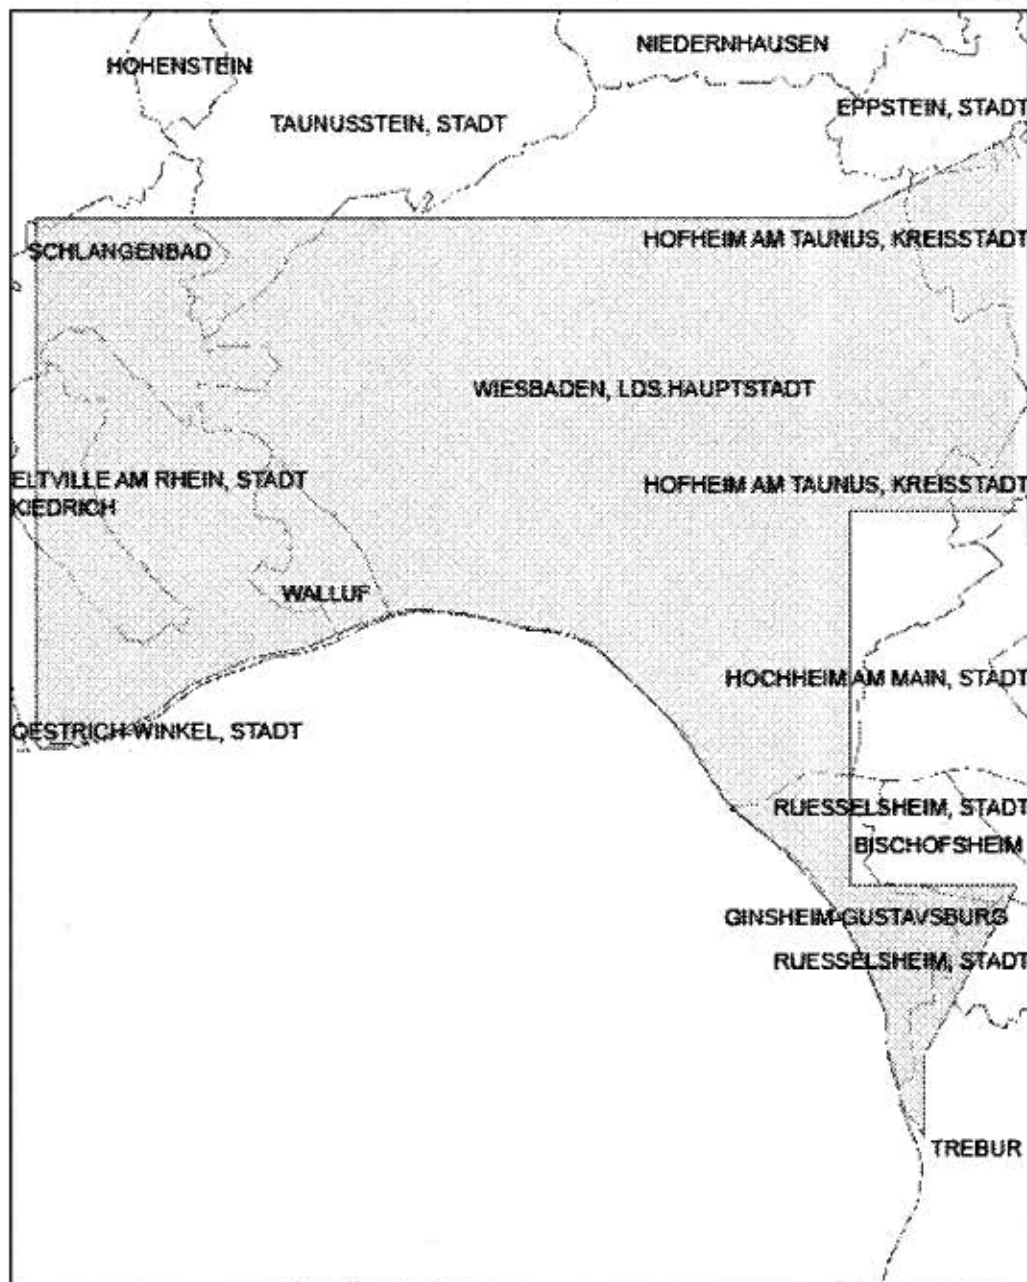 NIEDERNHAUSEN
HOHENSTEIN
EPPSTEIN, STADT
TAUNUSSTEIN, STADT
HOFHEIM AM TAUNUS, KREISSTADT
SCHLANGENBAD
WIESBADEN, LDS.HAUPTSTADT
ELTVILLE AM RHEIN, STADT
HOFHEIM AM TAUNUS, KREISSTADT
KIEDRICH
WALLUF
HOCHHEIM AM MAIN, STADT
OESTRICH-WINKEL, STADT
RUESSELSHEIM, STADT
BISCHOFSHEIM
GINSHEIM-GUSTAVSBURG
RUESSELSHEIM, STADT
TREBUR